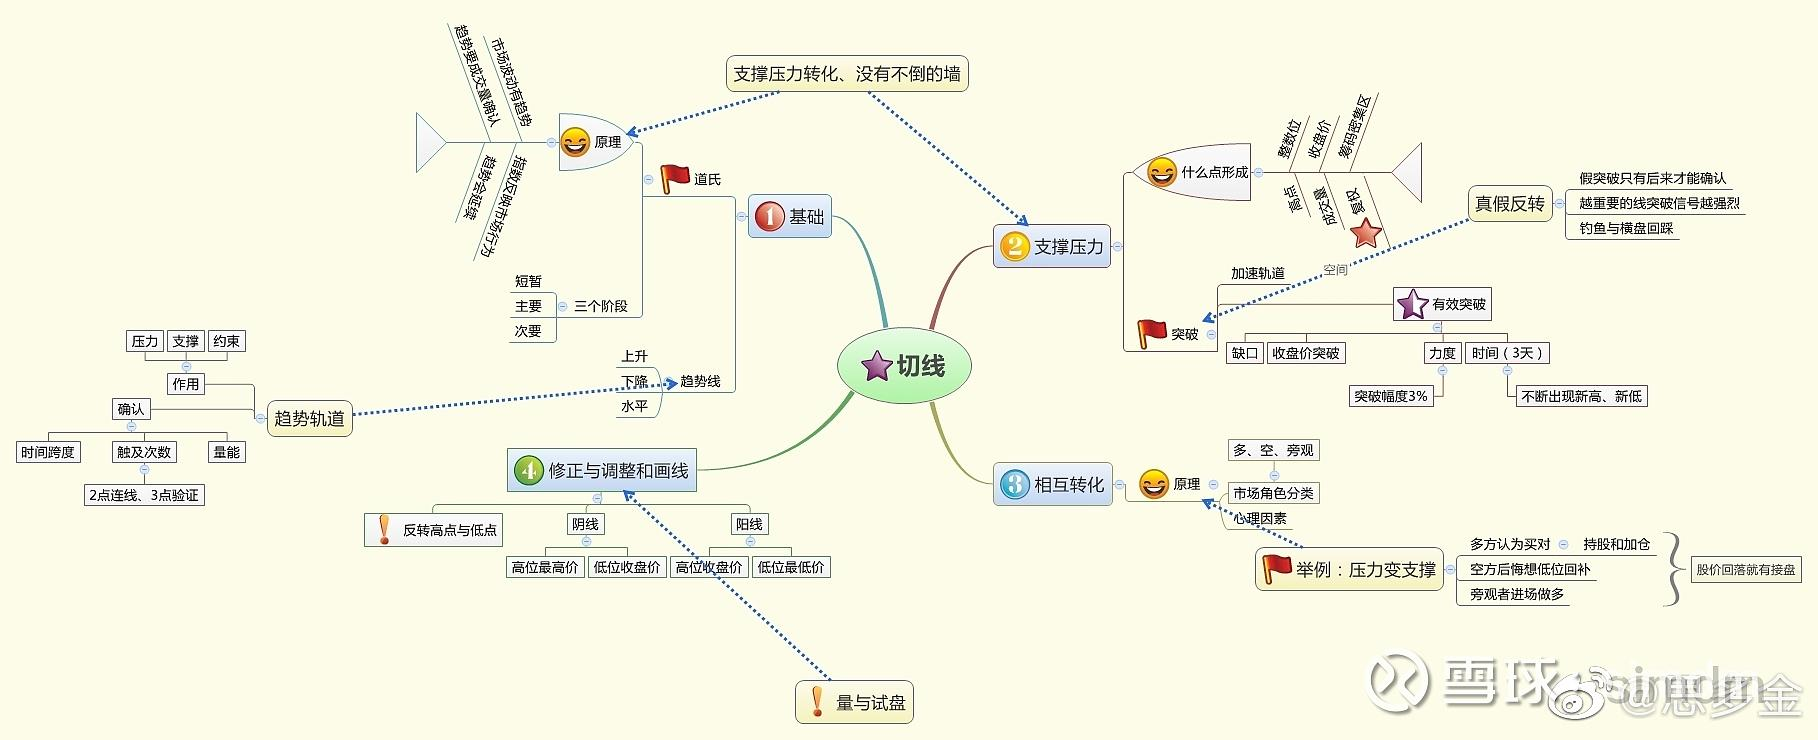 切线
1 基础
道氏
原理
市场波动有趋势
趋势要成交量确认
指数反映市场行为
趋势会延续
三个阶段
短暂
主要
次要
趋势线
上升
下降
水平
趋势轨道
作用
压力
支撑
约束
确认
时间跨度
触及次数
量能
2点连线、3点验证
支撑压力转化、没有不倒的墙
2 支撑压力
什么点形成
整数位
收盘价
筹码密集区
高点
成交量
复权
突破
加速轨道
空间
有效突破
缺口
收盘价突破
力度
时间（3天）
突破幅度3%
不断出现新高、新低
真假反转
假突破只有后来才能确认
越重要的线突破信号越强烈
钓鱼与横盘回踩
3 相互转化
原理
多、空、旁观
市场角色分类
心理因素
举例：压力变支撑
多方认为买对
持股和加仓
空方后悔想低位回补
旁观者进场做多
股价回落就有接盘
4 修正与调整和画线
反转高点与低点
阴线
高位最高价
低位收盘价
阳线
高位收盘价
低位最低价
量与试盘
雪球：simdm
@思多金